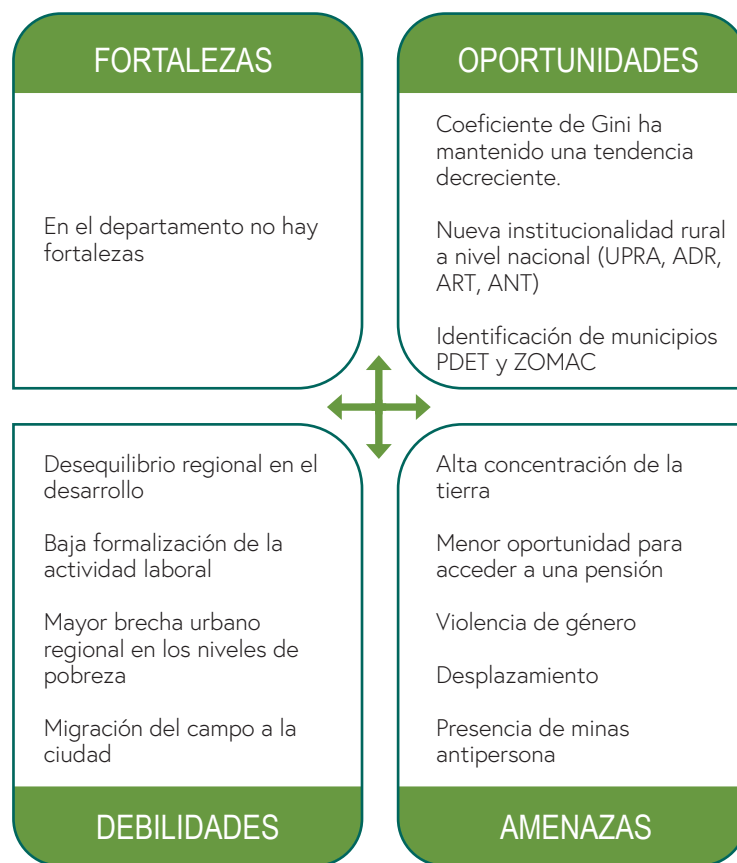 FORTALEZAS
En el departamento no hay
fortalezas
OPORTUNIDADES
Coeficiente de Gini ha
mantenido una tendencia
decreciente.
Nueva institucionalidad rural
a nivel nacional (UPRA, ADR,
ART, ANT)
Identificación de municipios
PDET y ZOMAC
Desequilibrio regional en el
desarrollo
Baja formalización de la
actividad laboral
Mayor brecha urbano
regional en los niveles de
pobreza
Migración del campo a la
ciudad
DEBILIDADES
Alta concentración de la
tierra
Menor oportunidad para
acceder a una pensión
Violencia de género
Desplazamiento
Presencia de minas
antipersona
AMENAZAS